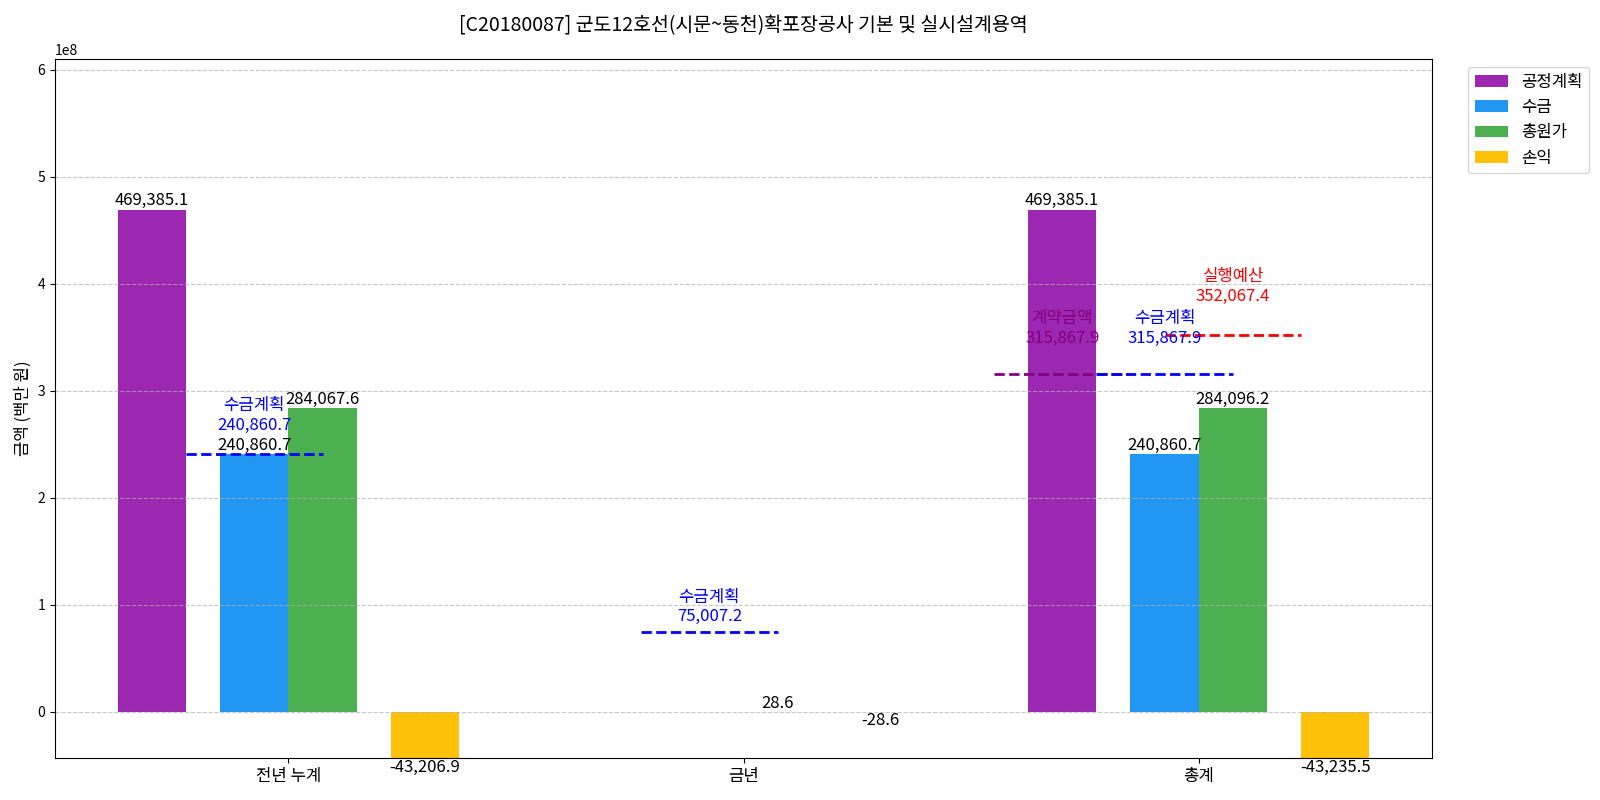 [C20180087] 군도12호선(시문~동천)확포장공사 기본 및 실시설계용역
1e8
6
5
4
3
2
1
0
금액 (백만 원)
469,385.1
수금계획
240,860.7
240,860.7
284,067.6
-43,206.9
수금계획
75,007.2
28.6
-28.6
469,385.1
계약금액
315,867.9
수금계획
315,867.9
실행예산
352,067.4
240,860.7
284,096.2
-43,235.5
전년 누계
금년
총계
공정계획
수금
총원가
손익